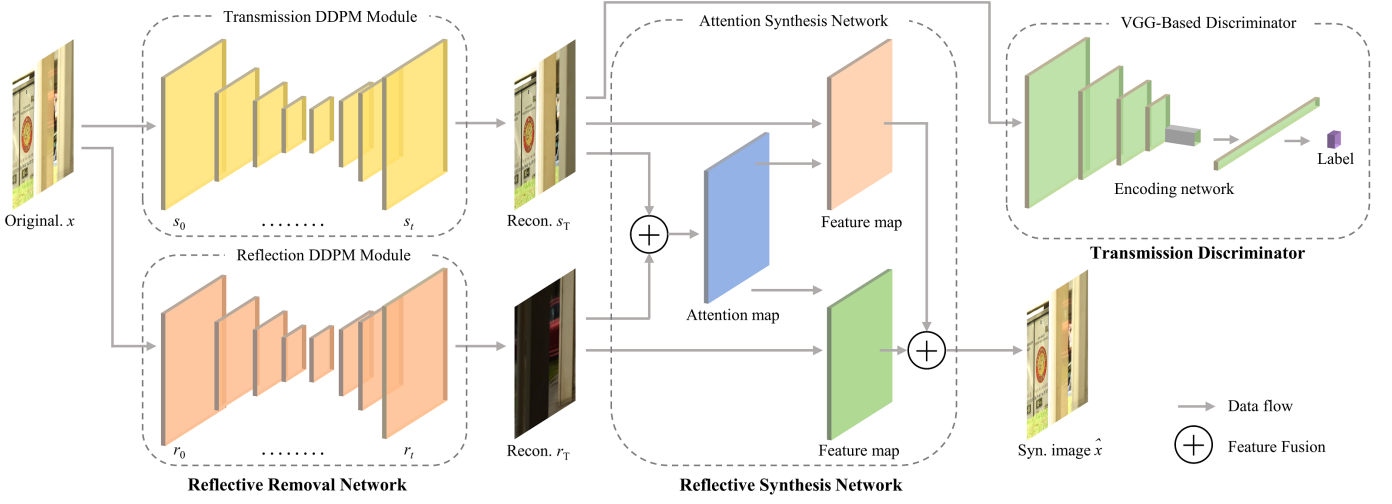 Transmission DDPM Module
Attention Synthesis Network
VGG-Based Discriminator
Original. x
s₀ ........ sₜ
Recon. s_T
Feature map
Encoding network
Label
Transmission Discriminator
Reflection DDPM Module
Attention map
r₀ ........ rₜ
Recon. r_T
Feature map
Syn. image x̂
Data flow
Feature Fusion
Reflective Removal Network
Reflective Synthesis Network